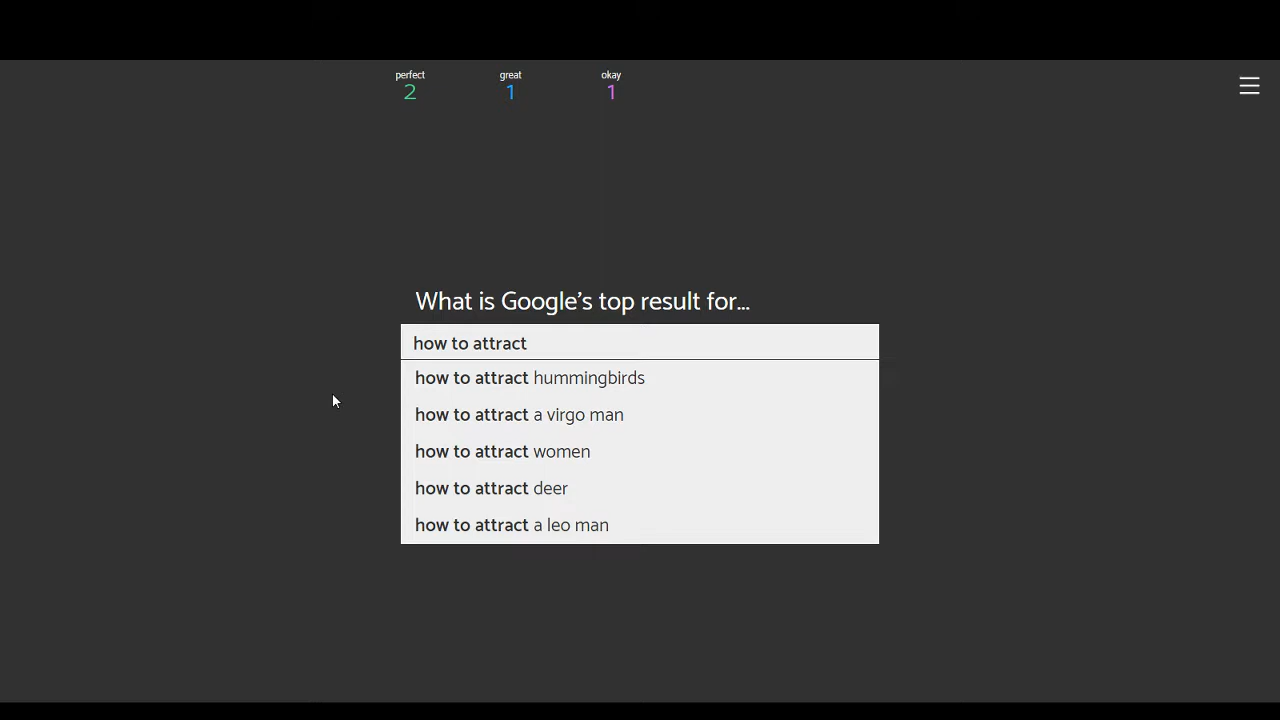 perfect great okay
2 1 1
What is Google's top result for...
how to attract
how to attract hummingbirds
how to attract a virgo man
how to attract women
how to attract deer
how to attract a leo man